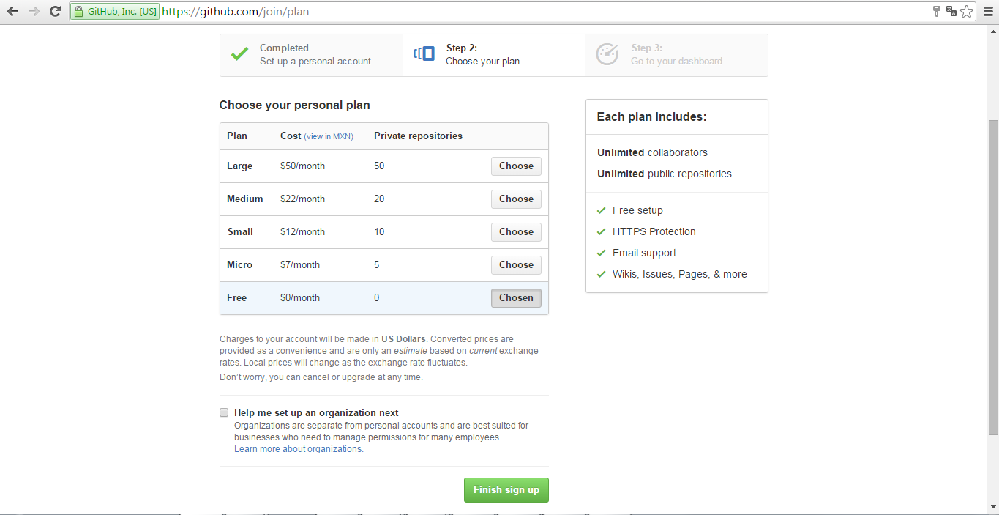 GitHub, Inc. [US] https://github.com/join/plan
Completed
Set up a personal account
Step 2:
Choose your plan
Step 3:
Go to your dashboard
Choose your personal plan
Plan Cost (view in MXN) Private repositories
Large $50/month 50 Choose
Medium $22/month 20 Choose
Small $12/month 10 Choose
Micro $7/month 5 Choose
Free $0/month 0 Chosen
Charges to your account will be made in US Dollars. Converted prices are
provided as a convenience and are only an estimate based on current exchange
rates. Local prices will change as the exchange rate fluctuates.
Don't worry, you can cancel or upgrade at any time.
Help me set up an organization next
Organizations are separate from personal accounts and are best suited for
businesses who need to manage permissions for many employees.
Learn more about organizations.
Finish sign up
Each plan includes:
Unlimited collaborators
Unlimited public repositories
Free setup
HTTPS Protection
Email support
Wikis, Issues, Pages, & more